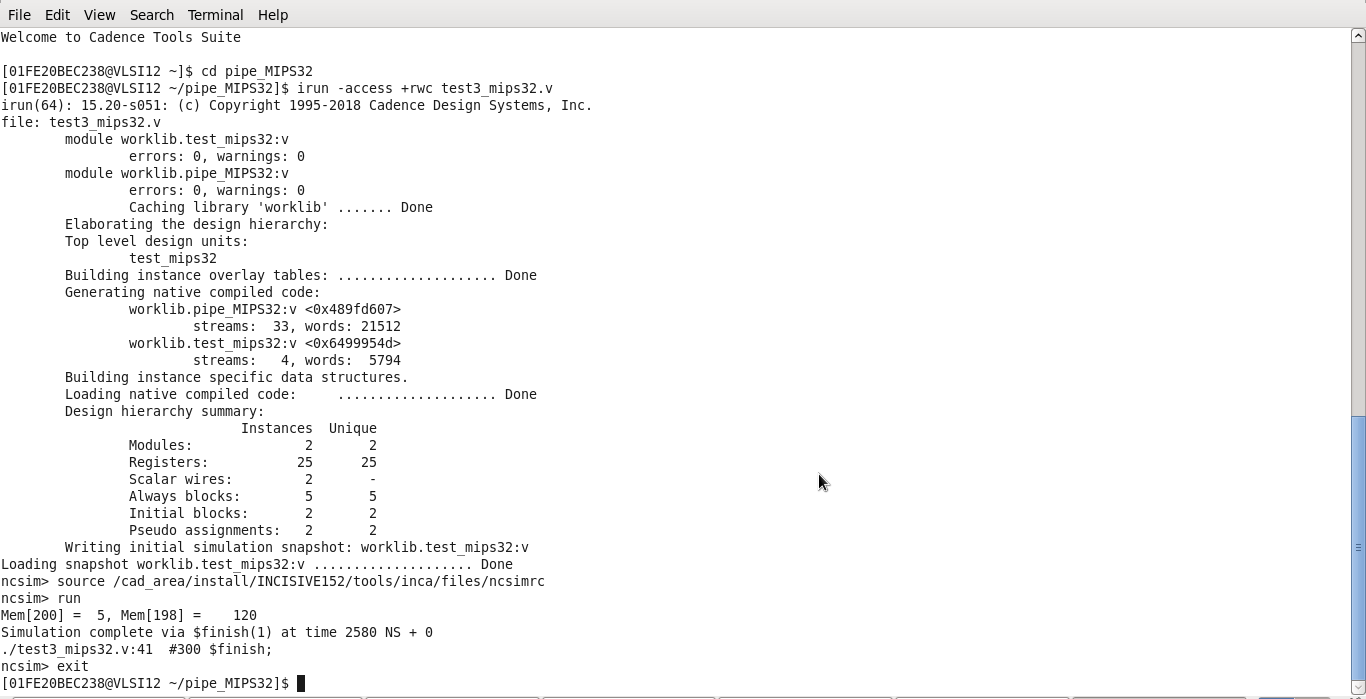 File Edit View Search Terminal Help
Welcome to Cadence Tools Suite
[01FE20BEC238@VLSI12 ~]$ cd pipe_MIPS32
[01FE20BEC238@VLSI12 ~/pipe_MIPS32]$ irun -access +rwc test3_mips32.v
irun(64): 15.20-s051: (c) Copyright 1995-2018 Cadence Design Systems, Inc.
file: test3_mips32.v
module worklib.test_mips32:v
errors: 0, warnings: 0
module worklib.pipe_MIPS32:v
errors: 0, warnings: 0
Caching library 'worklib' ....... Done
Elaborating the design hierarchy:
Top level design units:
test_mips32
Building instance overlay tables: .................... Done
Generating native compiled code:
worklib.pipe_MIPS32:v <0x489fd607>
streams:  33, words: 21512
worklib.test_mips32:v <0x6499954d>
streams:   4, words:  5794
Building instance specific data structures.
Loading native compiled code:     .................... Done
Design hierarchy summary:
Instances  Unique
Modules:              2       2
Registers:           25      25
Scalar wires:         2       -
Always blocks:        5       5
Initial blocks:       2       2
Pseudo assignments:   2       2
Writing initial simulation snapshot: worklib.test_mips32:v
Loading snapshot worklib.test_mips32:v .................... Done
ncsim> source /cad_area/install/INCISIVE152/tools/inca/files/ncsimrc
ncsim> run
Mem[200] =  5, Mem[198] =    120
Simulation complete via $finish(1) at time 2580 NS + 0
./test3_mips32.v:41  #300 $finish;
ncsim> exit
[01FE20BEC238@VLSI12 ~/pipe_MIPS32]$